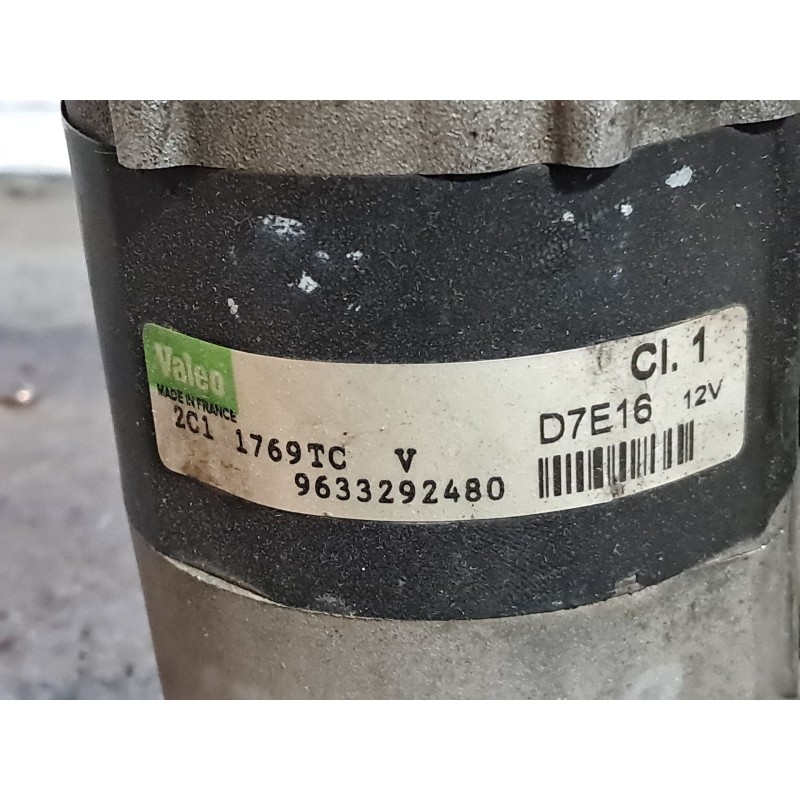 Valeo
MADE IN FRANCE
2C1 1769TC V
9633292480
Cl. 1
D7E16 12V